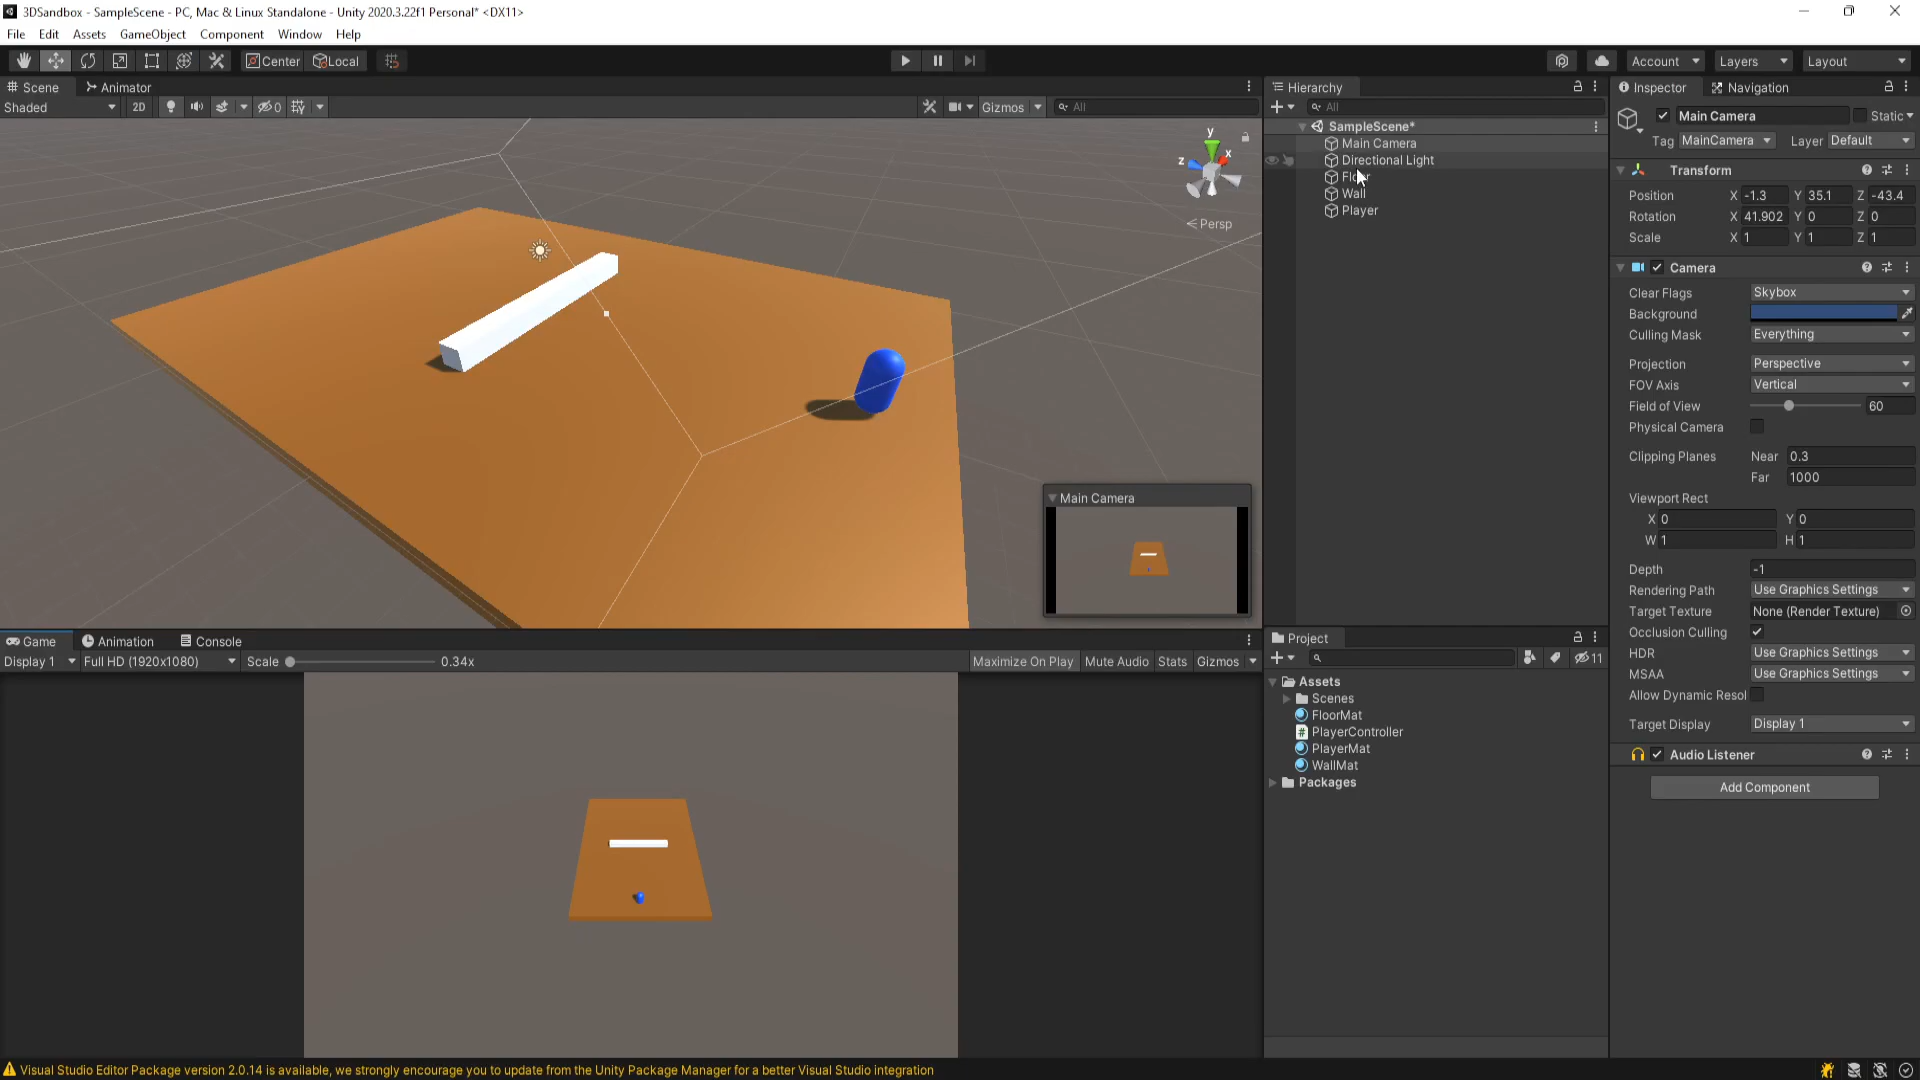 3DSandbox - SampleScene - PC, Mac & Linux Standalone - Unity 2020.3.22f1 Personal* <DX11>
File Edit Assets GameObject Component Window Help
Center Local Account Layers Layout
Scene Animator
Shaded 2D 0 Gizmos All
y
x
z
Persp
Main Camera
Hierarchy
All
SampleScene*
Main Camera
Directional Light
Floor
Wall
Player
Inspector Navigation
Main Camera Static
Tag MainCamera Layer Default
Transform
Position X -1.3 Y 35.1 Z -43.4
Rotation X 41.902 Y 0 Z 0
Scale X 1 Y 1 Z 1
Camera
Clear Flags Skybox
Background
Culling Mask Everything
Projection Perspective
FOV Axis Vertical
Field of View 60
Physical Camera
Clipping Planes Near 0.3
Far 1000
Viewport Rect
X 0 Y 0
W 1 H 1
Depth -1
Rendering Path Use Graphics Settings
Target Texture None (Render Texture)
Occlusion Culling
HDR Use Graphics Settings
MSAA Use Graphics Settings
Allow Dynamic Resol
Target Display Display 1
Audio Listener
Add Component
Game Animation Console
Display 1 Full HD (1920x1080) Scale 0.34x Maximize On Play Mute Audio Stats Gizmos
Project
11
Assets
Scenes
FloorMat
PlayerController
PlayerMat
WallMat
Packages
Visual Studio Editor Package version 2.0.14 is available, we strongly encourage you to update from the Unity Package Manager for a better Visual Studio integration